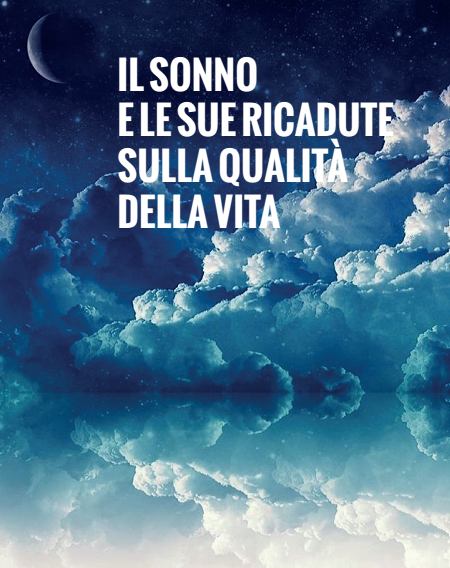 IL SONNO
E LE SUE RICADUTE
SULLA QUALITÀ
DELLA VITA